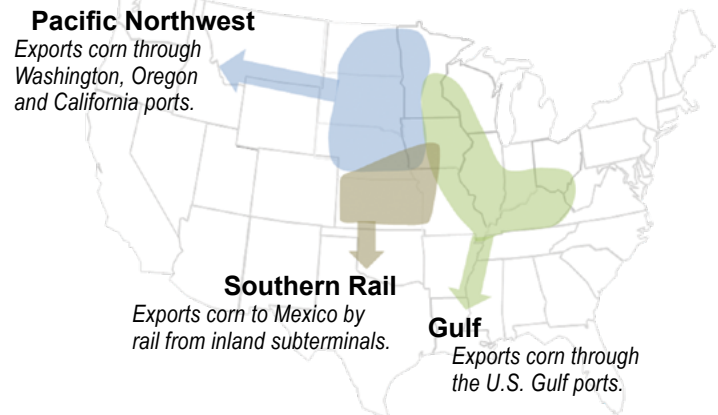 Pacific Northwest
Exports corn through
Washington, Oregon
and California ports.
Southern Rail
Exports corn to Mexico by
rail from inland subterminals.
Gulf
Exports corn through
the U.S. Gulf ports.